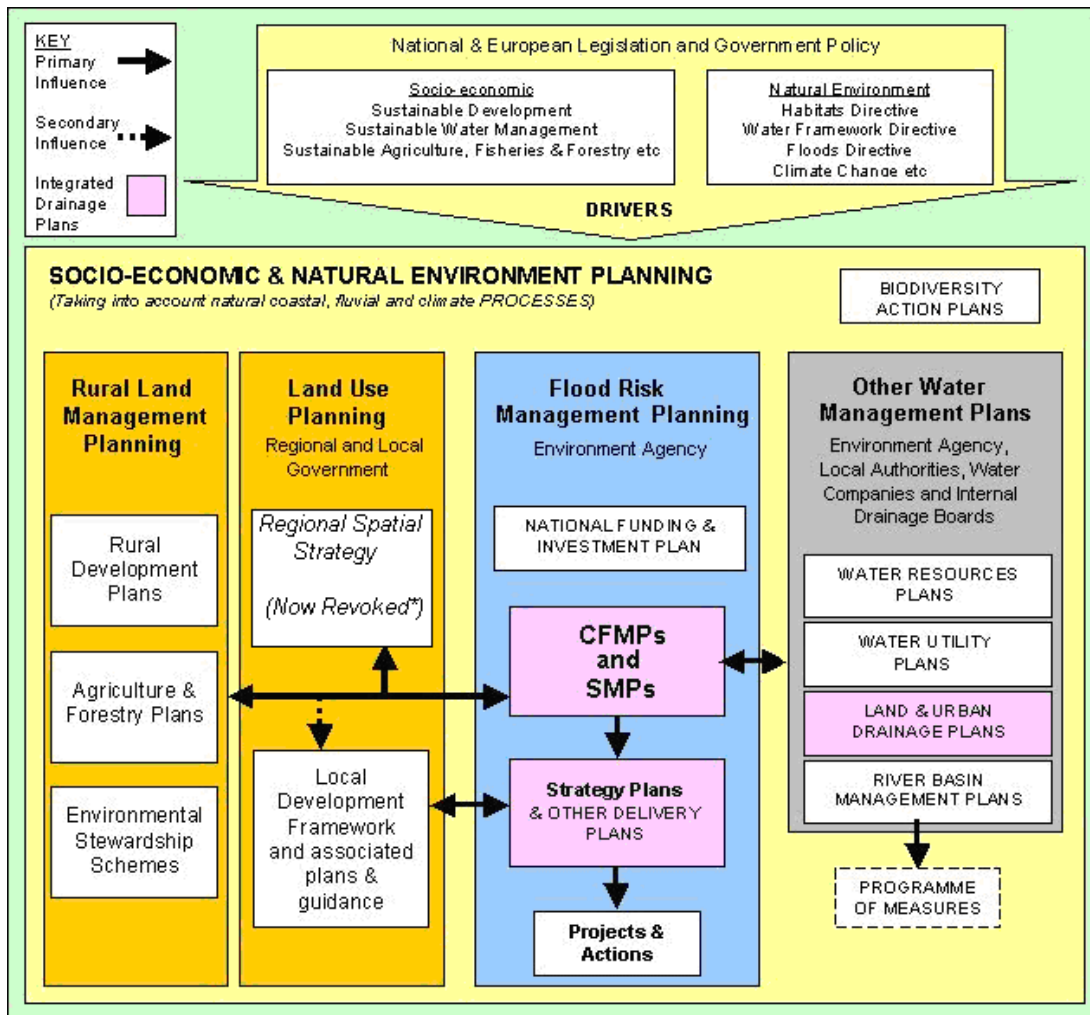 KEY
Primary
Influence
Secondary
Influence
Integrated
Drainage
Plans
National & European Legislation and Government Policy
Socio-economic
Sustainable Development
Sustainable Water Management
Sustainable Agriculture, Fisheries & Forestry etc
Natural Environment
Habitats Directive
Water Framework Directive
Floods Directive
Climate Change etc
DRIVERS
SOCIO-ECONOMIC & NATURAL ENVIRONMENT PLANNING
(Taking into account natural coastal, fluvial and climate PROCESSES)
BIODIVERSITY
ACTION PLANS
Rural Land
Management
Planning
Rural
Development
Plans
Agriculture &
Forestry Plans
Environmental
Stewardship
Schemes
Land Use
Planning
Regional and Local
Government
Regional Spatial
Strategy
(Now Revoked*)
Local
Development
Framework
and associated
plans &
guidance
Flood Risk
Management Planning
Environment Agency
NATIONAL FUNDING &
INVESTMENT PLAN
CFMPs
and
SMPs
Strategy Plans
& OTHER DELIVERY
PLANS
Projects &
Actions
Other Water
Management Plans
Environment Agency,
Local Authorities, Water
Companies and Internal
Drainage Boards
WATER RESOURCES
PLANS
WATER UTILITY
PLANS
LAND & URBAN
DRAINAGE PLANS
RIVER BASIN
MANAGEMENT PLANS
PROGRAMME
OF MEASURES